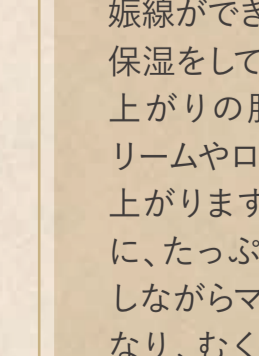 娠線ができ
保湿をして
上がりの肌
リームやロ
上がります
に、たっぷ
しながらマ
なり、むく